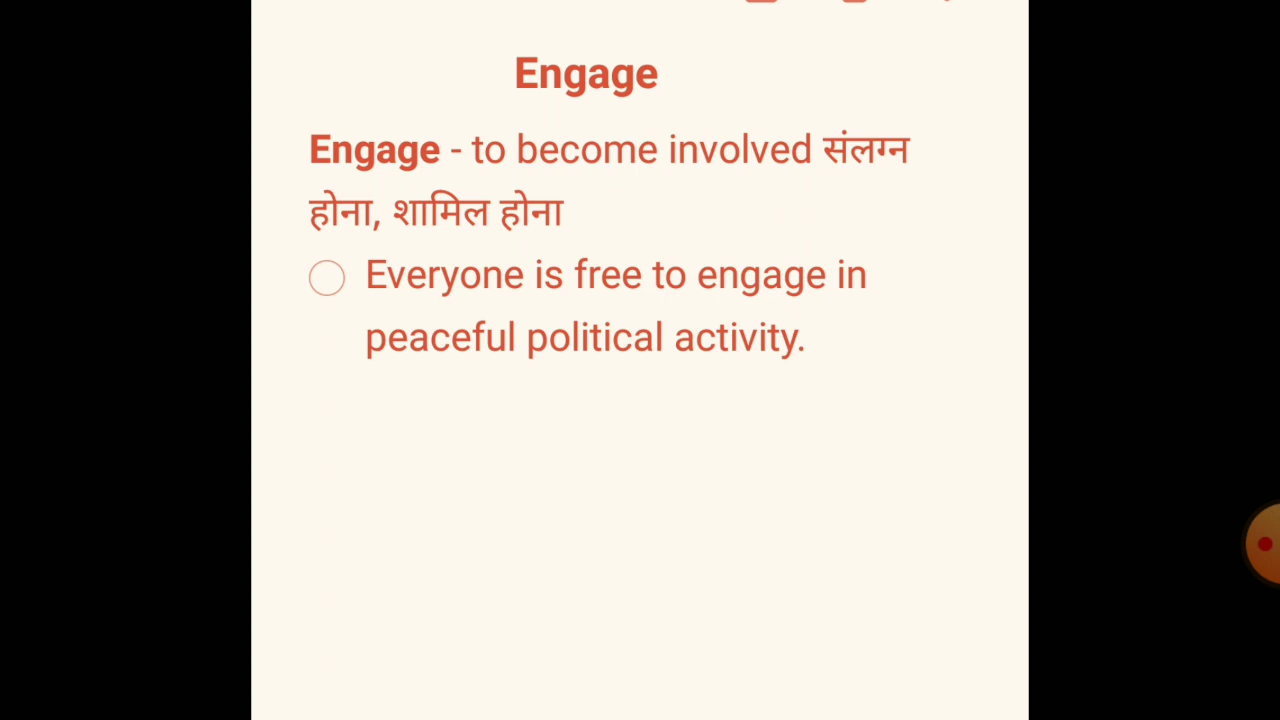 Engage
Engage - to become involved संलग्न
होना, शामिल होना
Everyone is free to engage in
peaceful political activity.